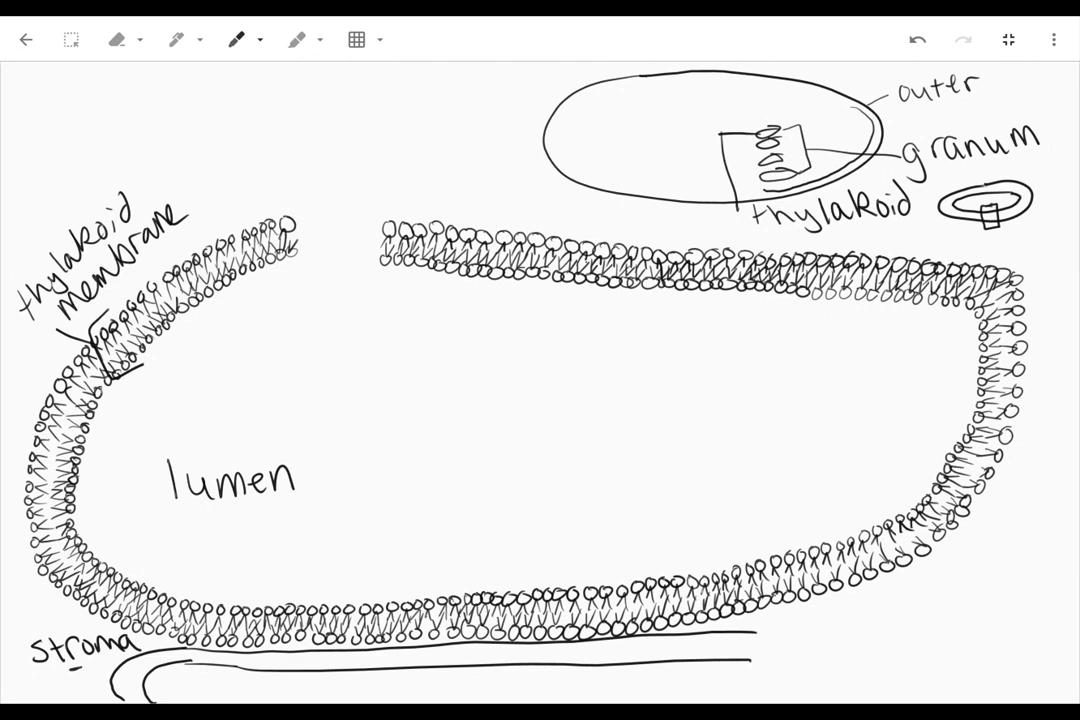 outer
granum
thylakoid
thylakoid
membrane
lumen
stroma